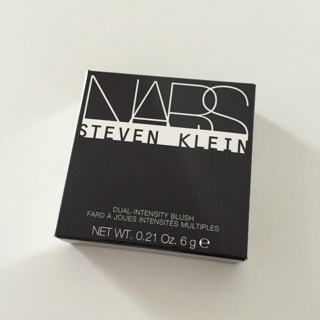 NARS
STEVEN KLEIN
DUAL-INTENSITY BLUSH
FARD À JOUES INTENSITÉS MULTIPLES
NET WT. 0.21 Oz. 6 g ℮